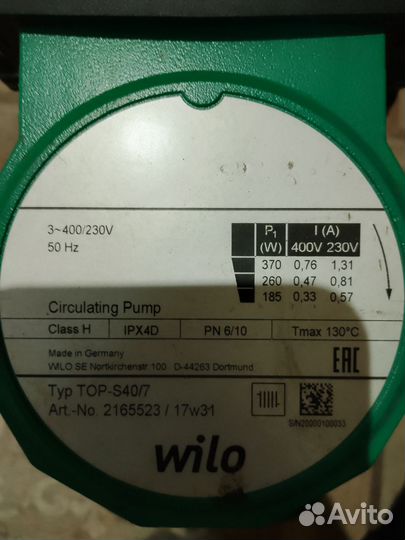 3~400/230V
50 Hz
P1 (W) I (A)
400V 230V
370 0,76 1,31
260 0,47 0,81
185 0,33 0,57
Circulating Pump
Class H IPX4D PN 6/10 Tmax 130°C
Made in Germany
WILO SE Nortkirchenstr. 100 D-44263 Dortmund
EAC
Typ TOP-S40/7
Art.-No. 2165523 / 17w31
S/N20000100033
wilo
Avito